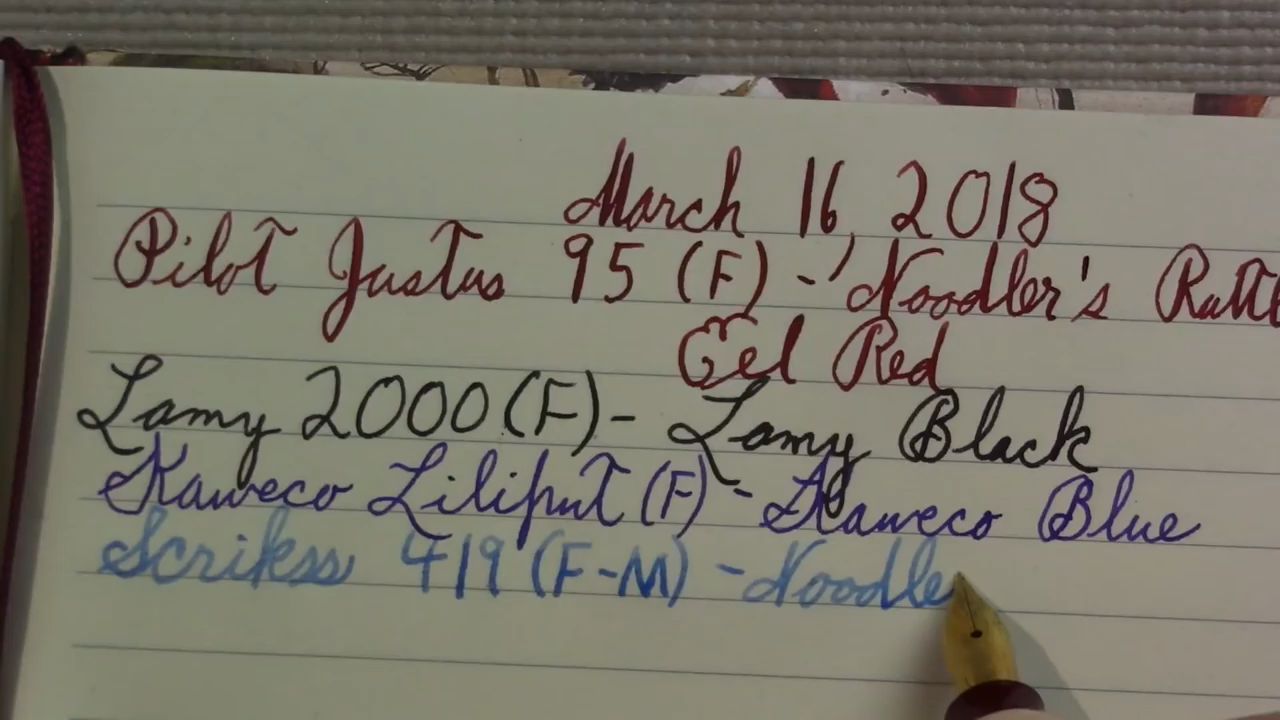 March 16, 2018
Pilot Justus 95 (F) - Noodler's
Gel Red
Lamy 2000 (F) - Lamy Black
Kaweco Liliput (F) - Kaweco Blue
Scrikss 419 (F-M) - Noodle